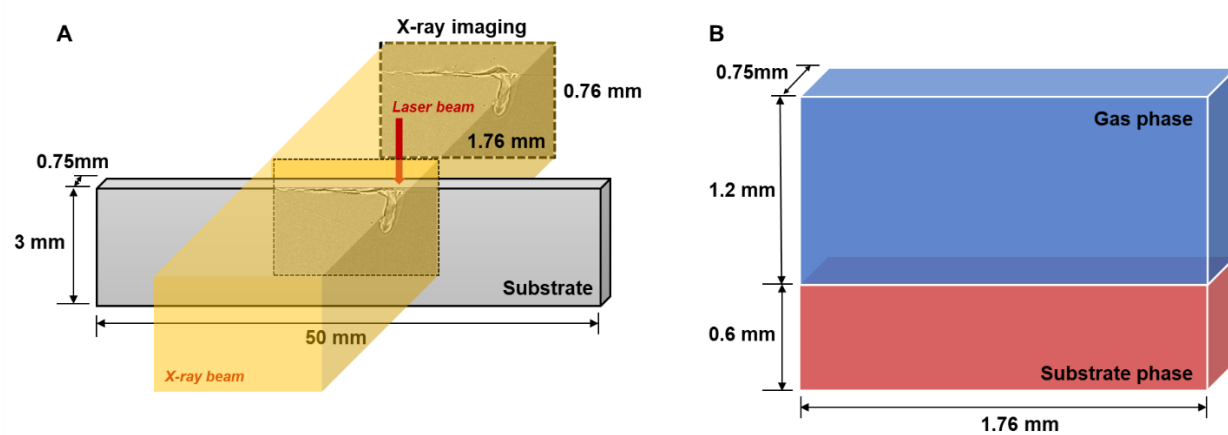 A
X-ray imaging
0.76 mm
Laser beam
1.76 mm
0.75mm
3 mm
Substrate
50 mm
X-ray beam
B
0.75mm
Gas phase
1.2 mm
0.6 mm
Substrate phase
1.76 mm